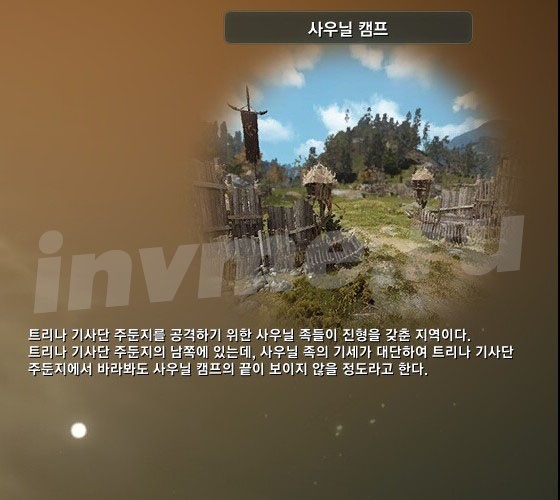 사우닐 캠프
트리나 기사단 주둔지를 공격하기 위한 사우닐 족들이 진형을 갖춘 지역이다.
트리나 기사단 주둔지의 남쪽에 있는데, 사우닐 족의 기세가 대단하여 트리나 기사단
주둔지에서 바라봐도 사우닐 캠프의 끝이 보이지 않을 정도라고 한다.